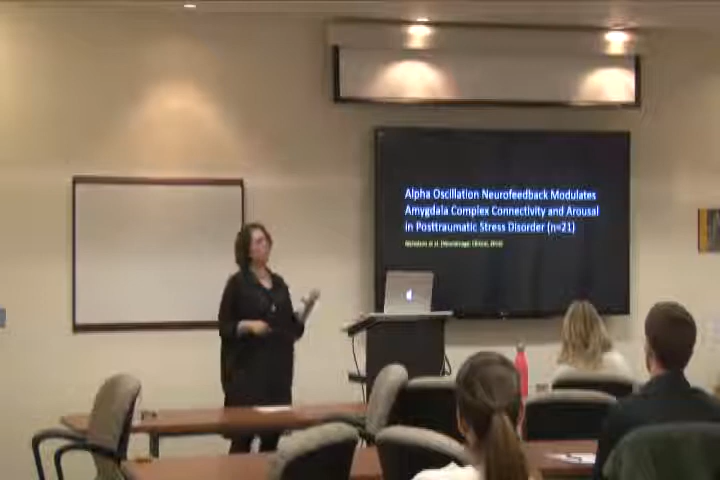 Alpha Oscillation Neurofeedback Modulates
Amygdala Complex Connectivity and Arousal
in Posttraumatic Stress Disorder (n=21)